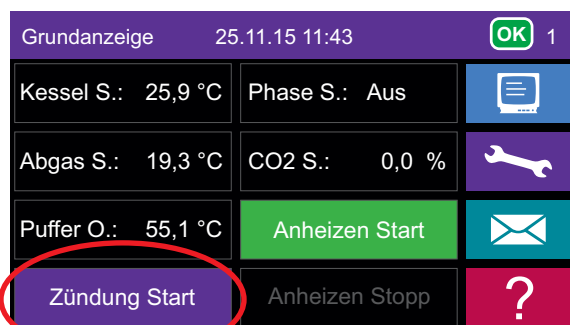 Grundanzeige 25.11.15 11:43 OK 1
Kessel S.: 25,9 °C Phase S.: Aus
Abgas S.: 19,3 °C CO2 S.: 0,0 %
Puffer O.: 55,1 °C Anheizen Start
Zündung Start Anheizen Stopp ?